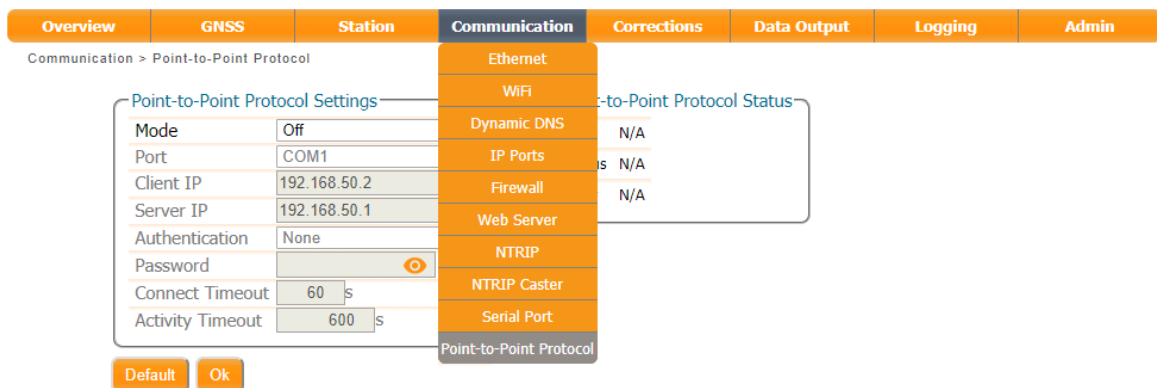 Overview GNSS Station Communication Corrections Data Output Logging Admin
Communication > Point-to-Point Protocol
Ethernet
WiFi
Dynamic DNS
IP Ports
Firewall
Web Server
NTRIP
NTRIP Caster
Serial Port
Point-to-Point Protocol
Point-to-Point Protocol Settings
Mode Off
Port COM1
Client IP 192.168.50.2
Server IP 192.168.50.1
Authentication None
Password
Connect Timeout 60 s
Activity Timeout 600 s
t-to-Point Protocol Status
N/A
us N/A
N/A
Default Ok